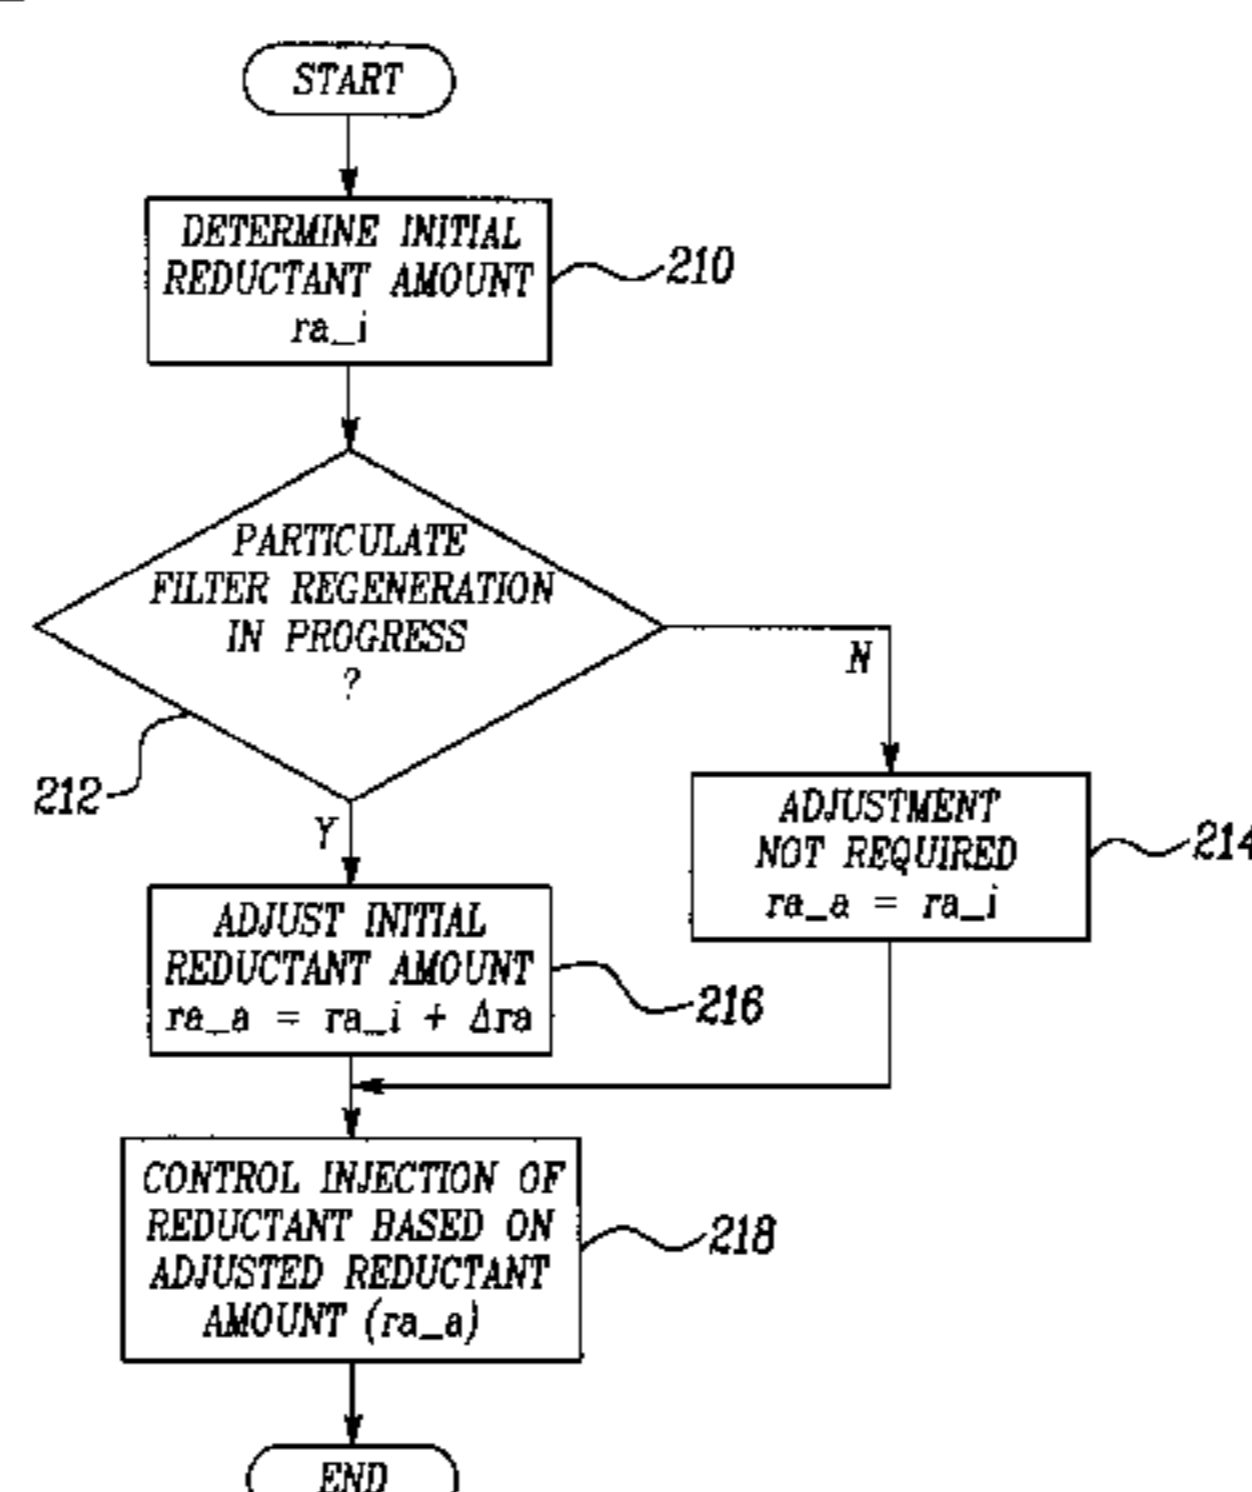 START
DETERMINE INITIAL
REDUCTANT AMOUNT
ra_i
210
PARTICULATE
FILTER REGENERATION
IN PROGRESS
?
N
212
Y
ADJUSTMENT
NOT REQUIRED
ra_a = ra_i
214
ADJUST INITIAL
REDUCTANT AMOUNT
ra_a = ra_i + Δra
216
CONTROL INJECTION OF
REDUCTANT BASED ON
ADJUSTED REDUCTANT
AMOUNT (ra_a)
218
END